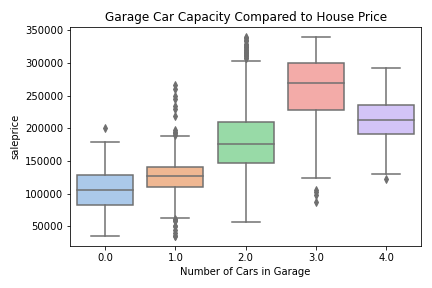 Garage Car Capacity Compared to House Price
350000
300000
250000
200000
150000
100000
50000
saleprice
0.0 1.0 2.0 3.0 4.0
Number of Cars in Garage